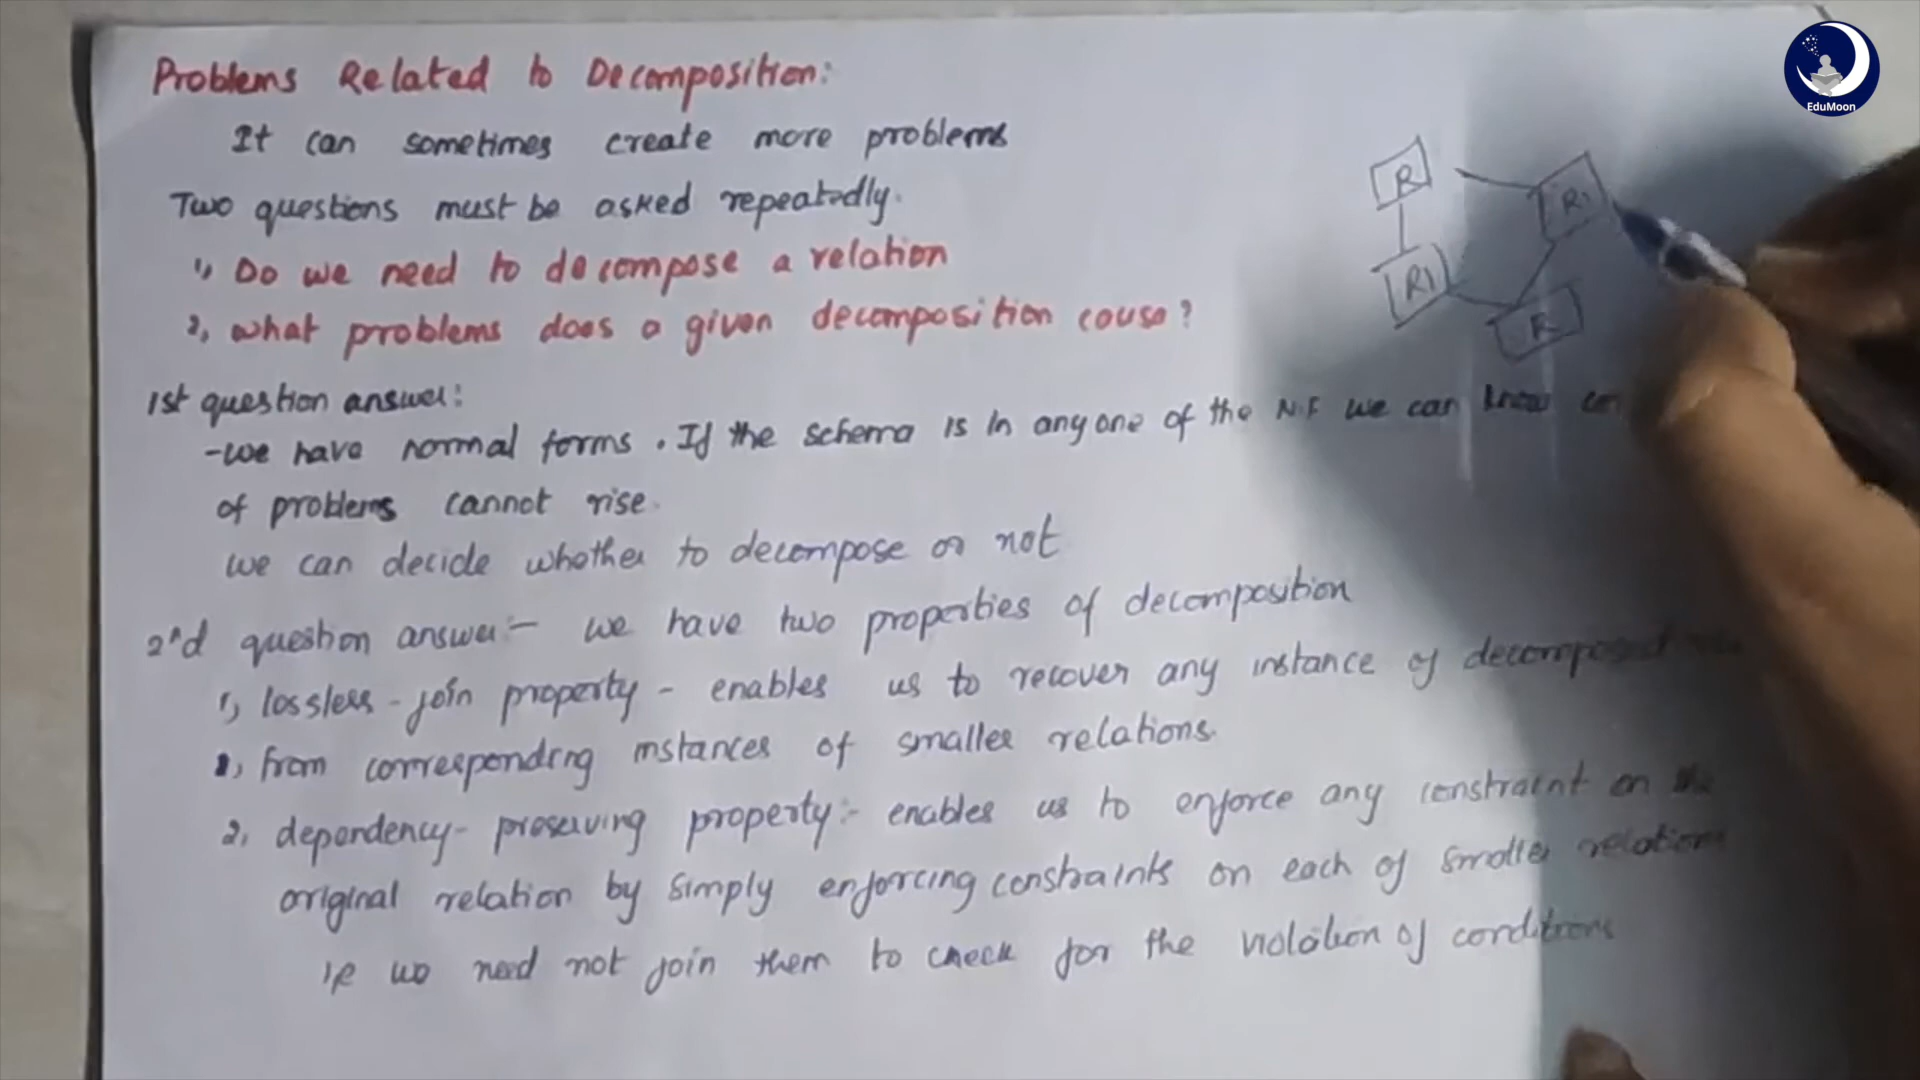 Problems Related to Decomposition:
It can sometimes create more problems
Two questions must be asked repeatedly.
1, Do we need to decompose a relation
2, what problems does a given decomposition cause?
1st question answer:
- we have normal forms. If the schema is in any one of the N.F we can know
of problems cannot rise.
we can decide whether to decompose or not
2nd question answer:- we have two properties of decomposition
1, lossless-join property - enables us to recover any instance of decomposed
1, from corresponding instances of smaller relations.
2, dependency-preserving property:- enables us to enforce any constraint on the
original relation by simply enforcing constraints on each of smaller relations
we need not join them to check for the violation of conditions
R
R1
R1
R
EduMoon